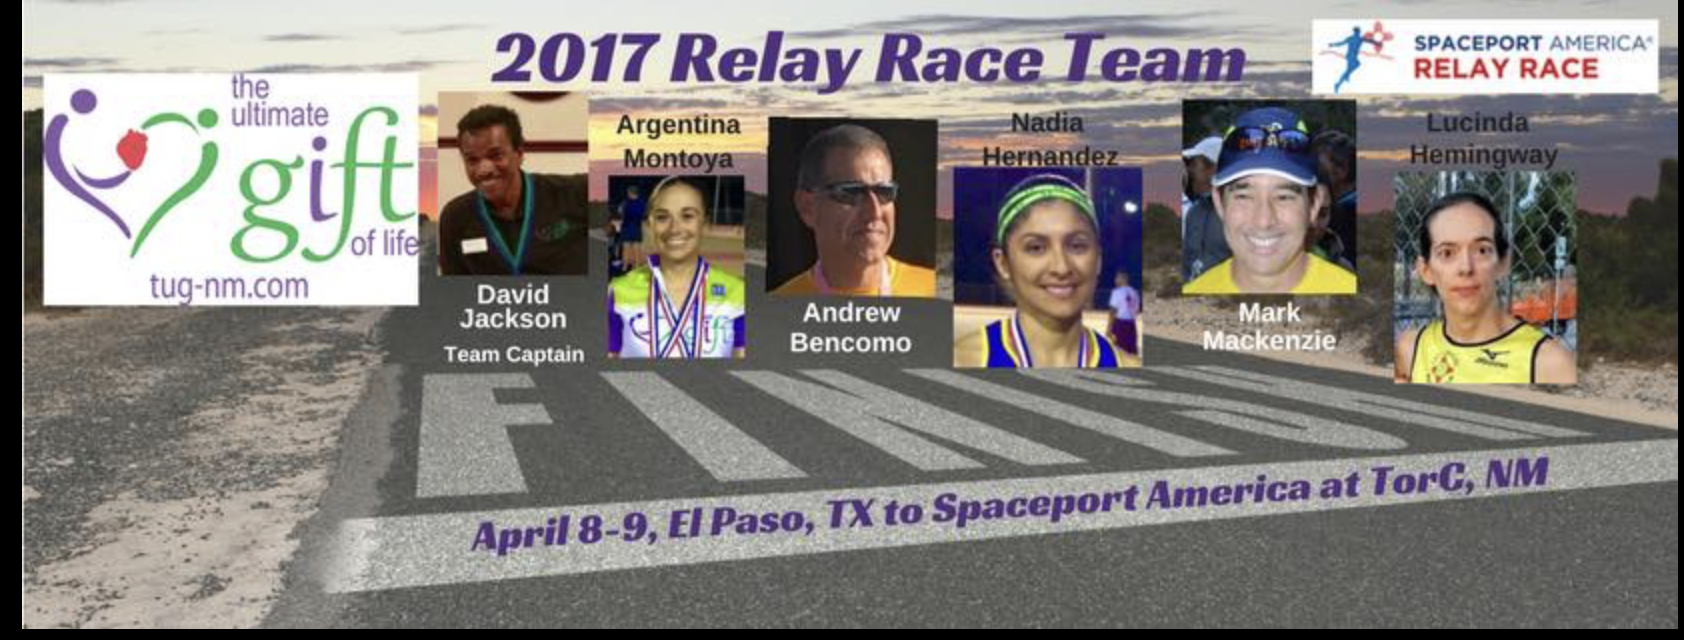 2017 Relay Race Team
SPACEPORT AMERICA®
RELAY RACE
the
ultimate
gift
of life
tug-nm.com
David
Jackson
Team Captain
Argentina
Montoya
Andrew
Bencomo
Nadia
Hernandez
Mark
Mackenzie
Lucinda
Hemingway
FINISH
April 8-9, El Paso, TX to Spaceport America at TorC, NM